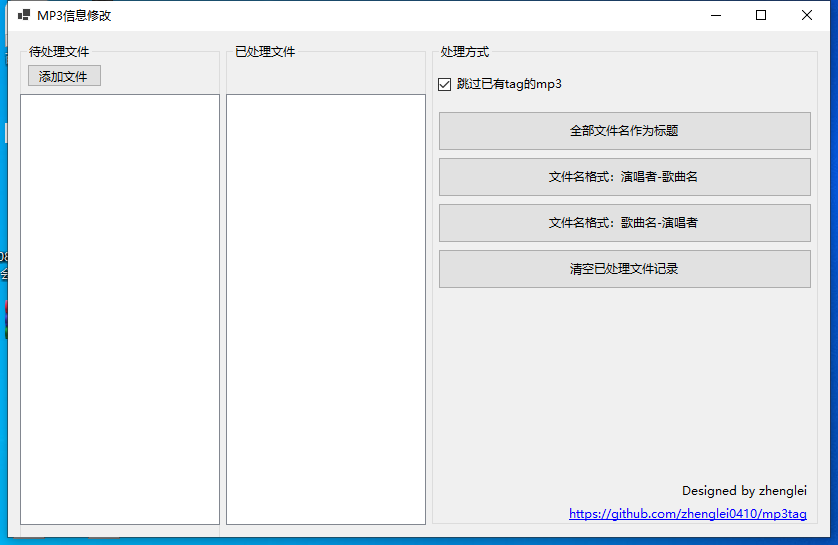 MP3信息修改
待处理文件
添加文件
已处理文件
处理方式
跳过已有tag的mp3
全部文件名作为标题
文件名格式：演唱者-歌曲名
文件名格式：歌曲名-演唱者
清空已处理文件记录
Designed by zhenglei
https://github.com/zhenglei0410/mp3tag